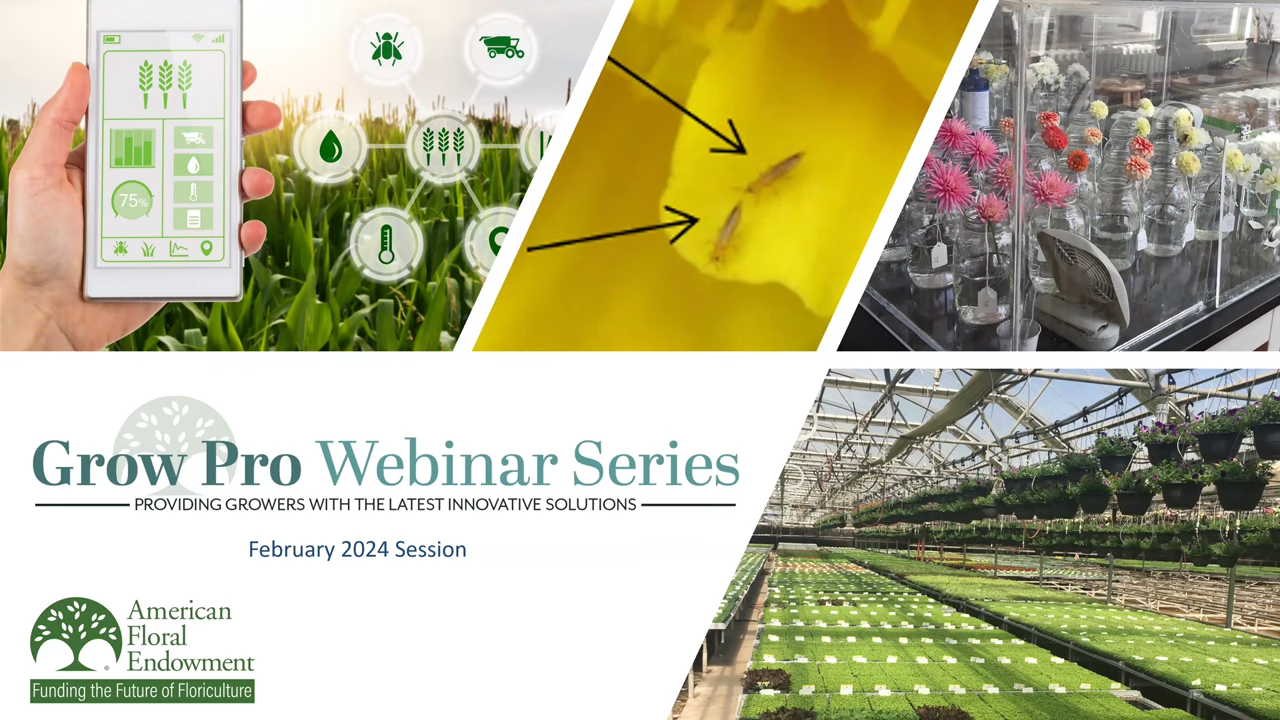 75%
Grow Pro Webinar Series
PROVIDING GROWERS WITH THE LATEST INNOVATIVE SOLUTIONS
February 2024 Session
American
Floral
Endowment
®
Funding the Future of Floriculture